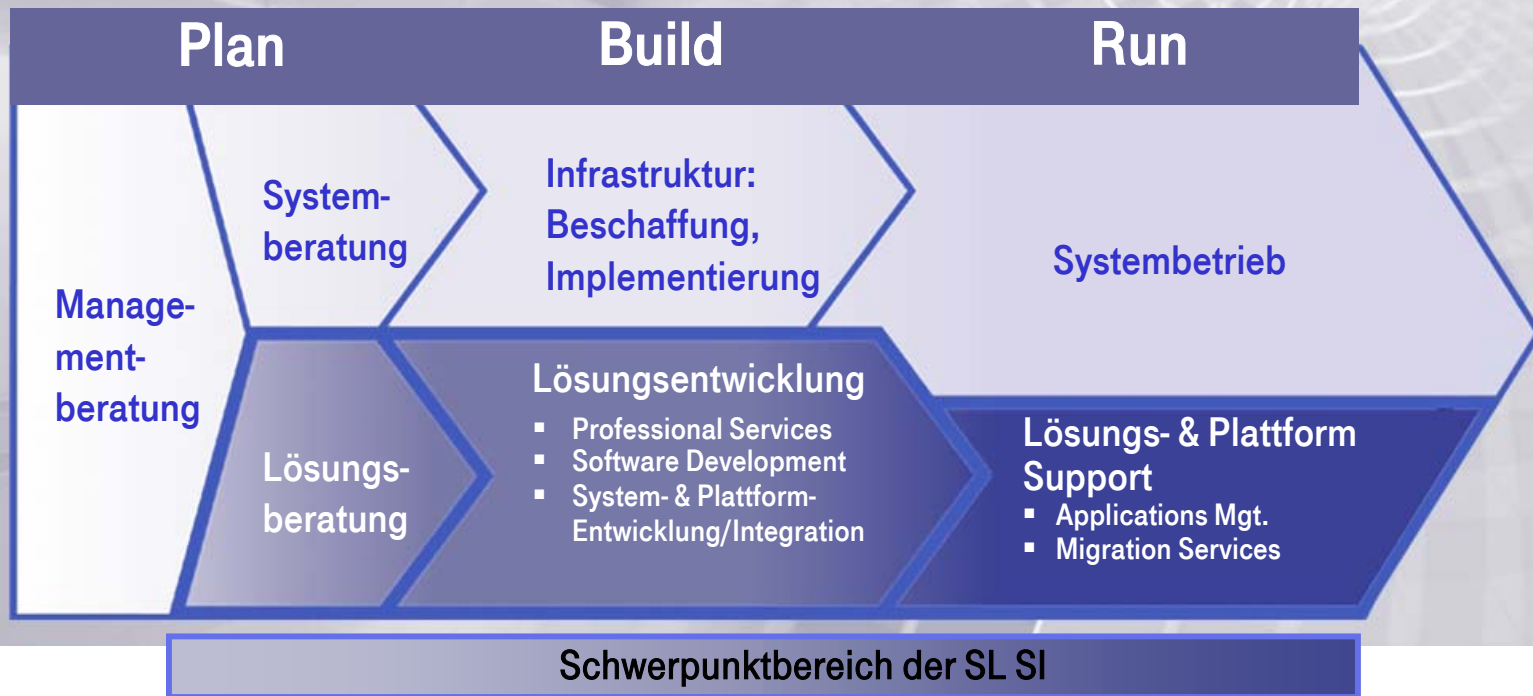 Plan Build Run
Manage-
ment-
beratung
System-
beratung
Infrastruktur:
Beschaffung,
Implementierung
Systembetrieb
Lösungs-
beratung
Lösungsentwicklung
▪ Professional Services
▪ Software Development
▪ System- & Plattform-
Entwicklung/Integration
Lösungs- & Plattform
Support
▪ Applications Mgt.
▪ Migration Services
Schwerpunktbereich der SL SI